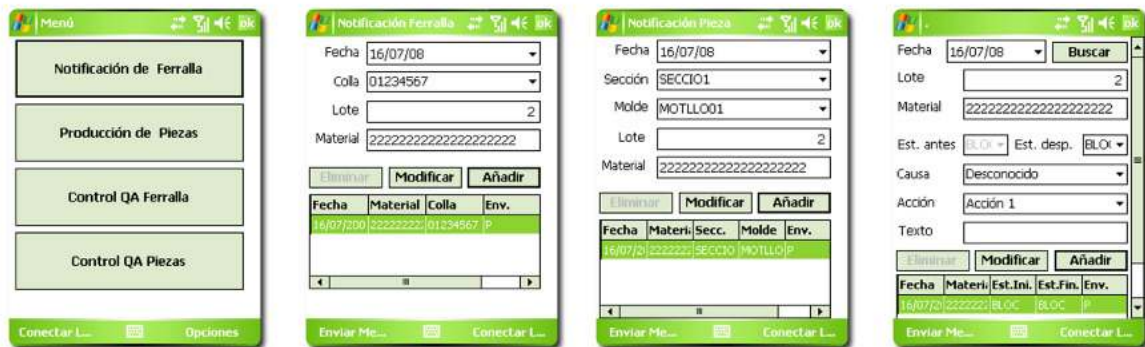 Menú
ok
Notificación de Ferralla
Producción de Piezas
Control QA Ferralla
Control QA Piezas
Conectar L...
Opciones
Notificación Ferralla
ok
Fecha 16/07/08
Colla 01234567
Lote 2
Material 22222222222222222222
Eliminar Modificar Añadir
Fecha Material Colla Env.
16/07/200 22222222 01234567 P
Enviar Me... Conectar L...
Notificación Pieza
ok
Fecha 16/07/08
Sección SECCIO1
Molde MOTLLO01
Lote 2
Material 22222222222222222222
Eliminar Modificar Añadir
Fecha Materi Secc. Molde Env.
16/07/2 2222222 SECCIO MOTLLO P
Enviar Me... Conectar L...
.
ok
Fecha 16/07/08 Buscar
Lote 2
Material 22222222222222222222
Est. antes BLO Est. desp. BLO
Causa Desconocido
Acción Acción 1
Texto
Eliminar Modificar Añadir
Fecha Materi Est.Ini. Est.Fin. Env.
16/07/2 2222222 BLOC BLOC P
Enviar Me... Conectar L...